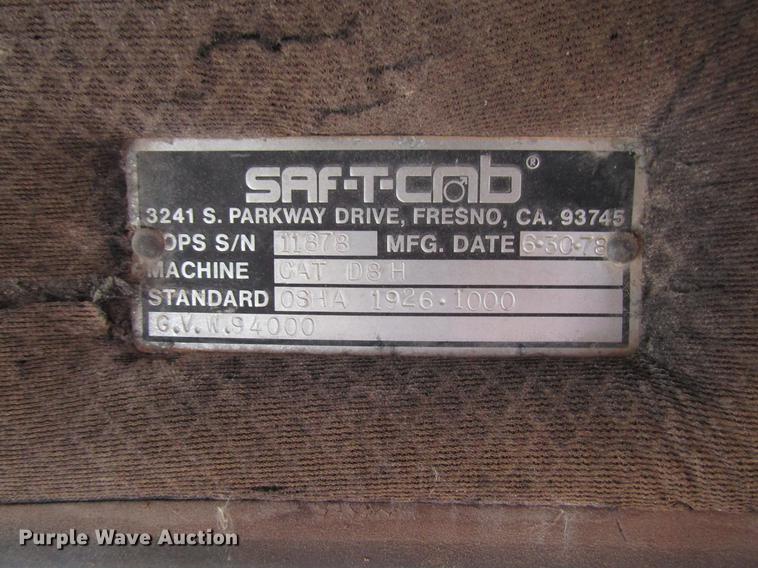 SAF-T-CAB®
3241 S. PARKWAY DRIVE, FRESNO, CA. 93745
ROPS S/N 11878 MFG. DATE 6-30-78
MACHINE CAT D8H
STANDARD OSHA 1926.1000
G.V.W.94000
Purple Wave Auction